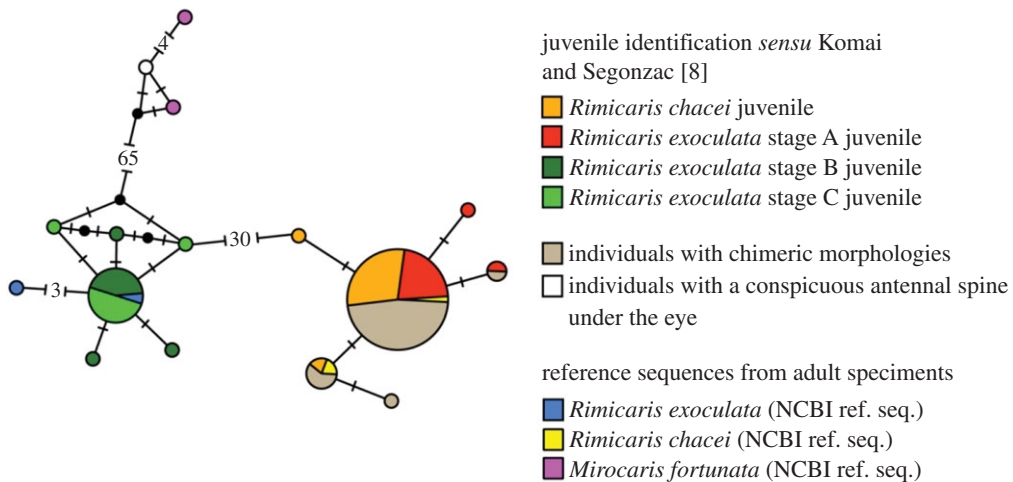 4
65
30
3
juvenile identification sensu Komai
and Segonzac [8]
Rimicaris chacei juvenile
Rimicaris exoculata stage A juvenile
Rimicaris exoculata stage B juvenile
Rimicaris exoculata stage C juvenile
individuals with chimeric morphologies
individuals with a conspicuous antennal spine
under the eye
reference sequences from adult speciments
Rimicaris exoculata (NCBI ref. seq.)
Rimicaris chacei (NCBI ref. seq.)
Mirocaris fortunata (NCBI ref. seq.)